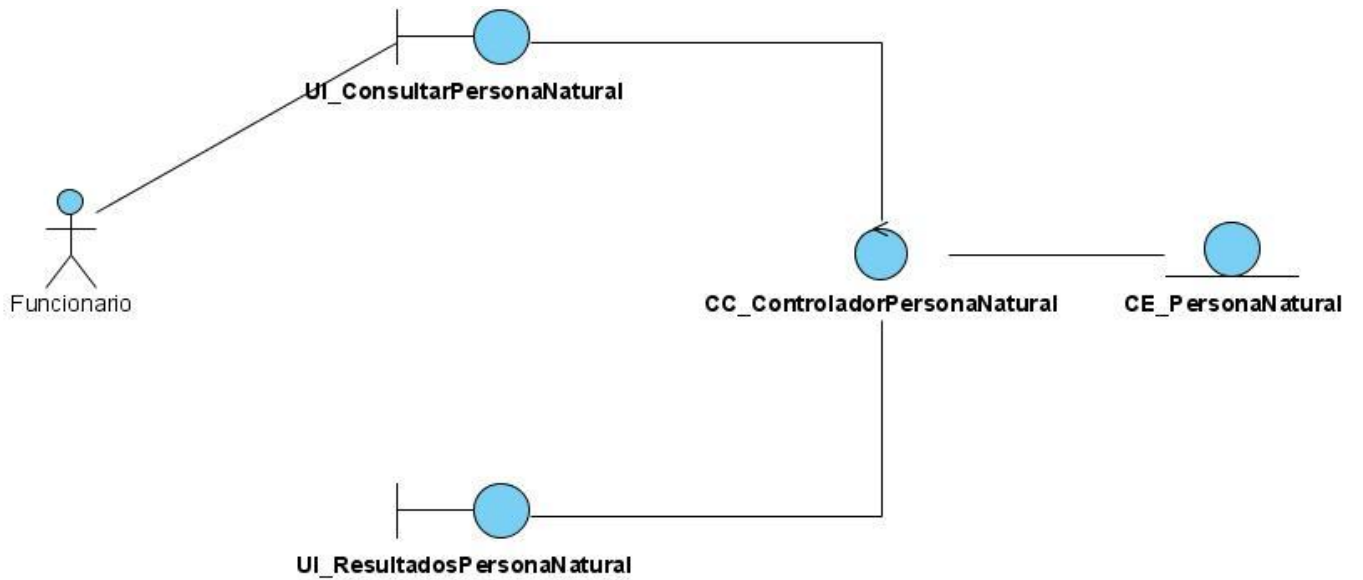 UI_ConsultarPersonaNatural
Funcionario
CC_ControladorPersonaNatural
CE_PersonaNatural
UI_ResultadosPersonaNatural